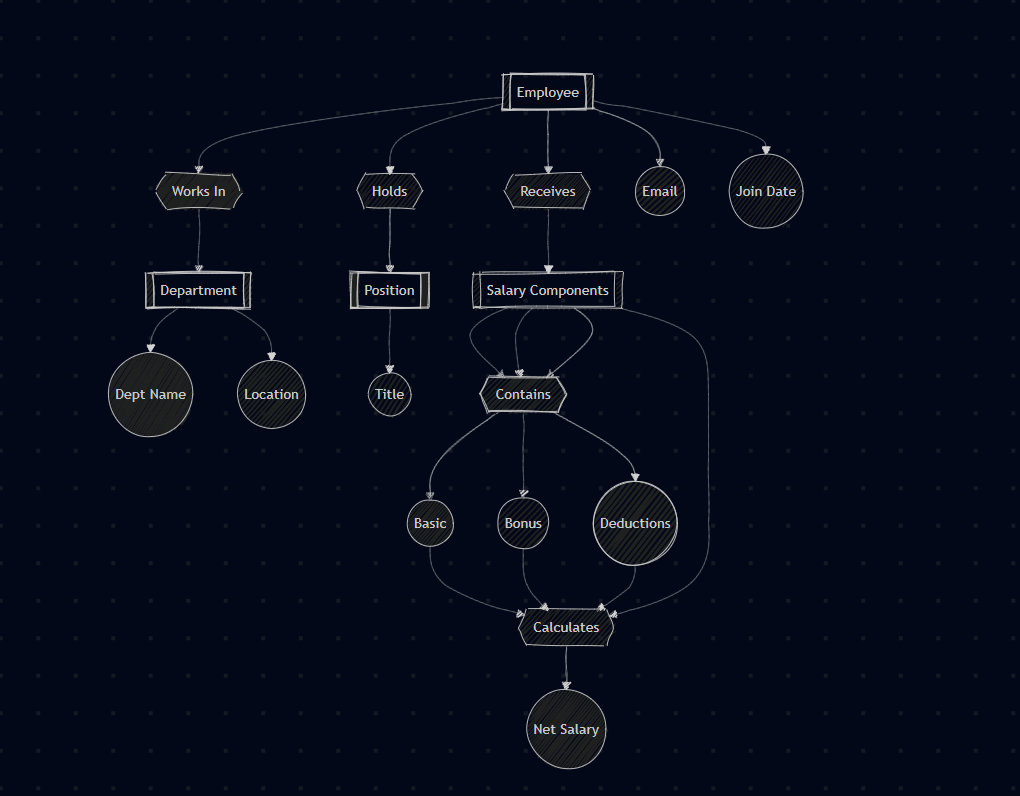 Employee
Works In
Holds
Receives
Email
Join Date
Department
Position
Salary Components
Dept Name
Location
Title
Contains
Basic
Bonus
Deductions
Calculates
Net Salary